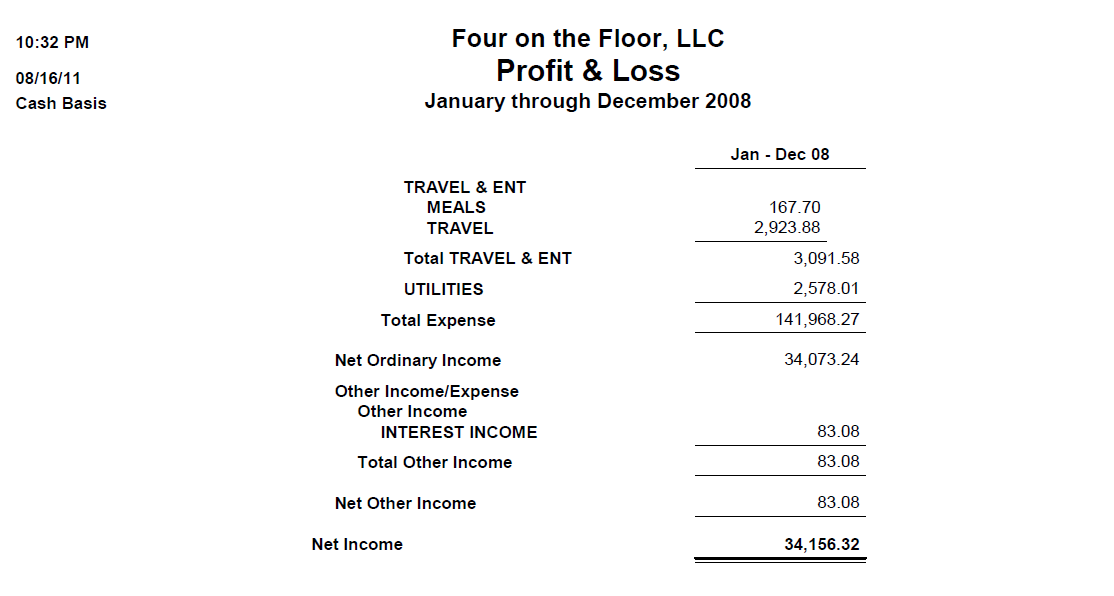 10:32 PM
08/16/11
Cash Basis
Four on the Floor, LLC
Profit & Loss
January through December 2008
Jan - Dec 08
TRAVEL & ENT
MEALS 167.70
TRAVEL 2,923.88
Total TRAVEL & ENT 3,091.58
UTILITIES 2,578.01
Total Expense 141,968.27
Net Ordinary Income 34,073.24
Other Income/Expense
Other Income
INTEREST INCOME 83.08
Total Other Income 83.08
Net Other Income 83.08
Net Income 34,156.32